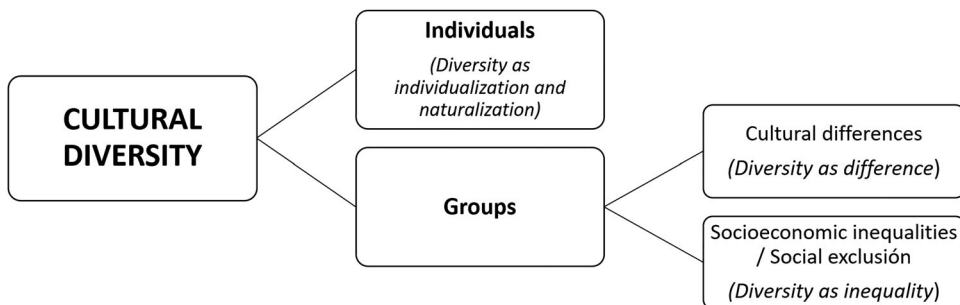 CULTURAL
DIVERSITY
Individuals
(Diversity as
individualization and
naturalization)
Groups
Cultural differences
(Diversity as difference)
Socioeconomic inequalities
/ Social exclusión
(Diversity as inequality)